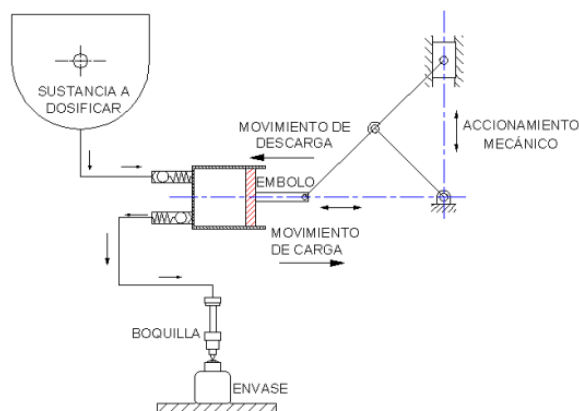 SUSTANCIA A
DOSIFICAR
MOVIMIENTO DE
DESCARGA
ACCIONAMIENTO
MECÁNICO
EMBOLO
MOVIMIENTO
DE CARGA
BOQUILLA
ENVASE